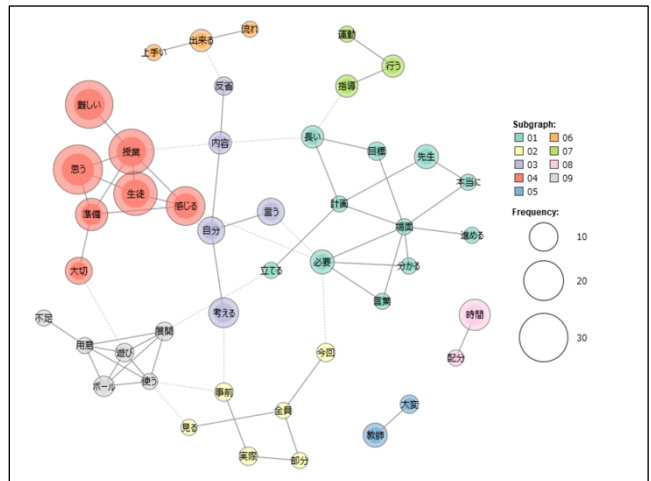 流れ
出来る
上手い
運動
行う
指導
反省
難しい
授業
内容
長い
目標
先生
本当に
思う
生徒
感じる
準備
計画
言う
自分
場面
進める
大切
立てる
必要
分かる
言葉
考える
時間
不足
展開
用意
遊び
ボール
使う
今回
配分
事前
全員
大変
見る
教師
実際
部分
Subgraph:
01 06
02 07
03 08
04 09
05
Frequency:
10
20
30